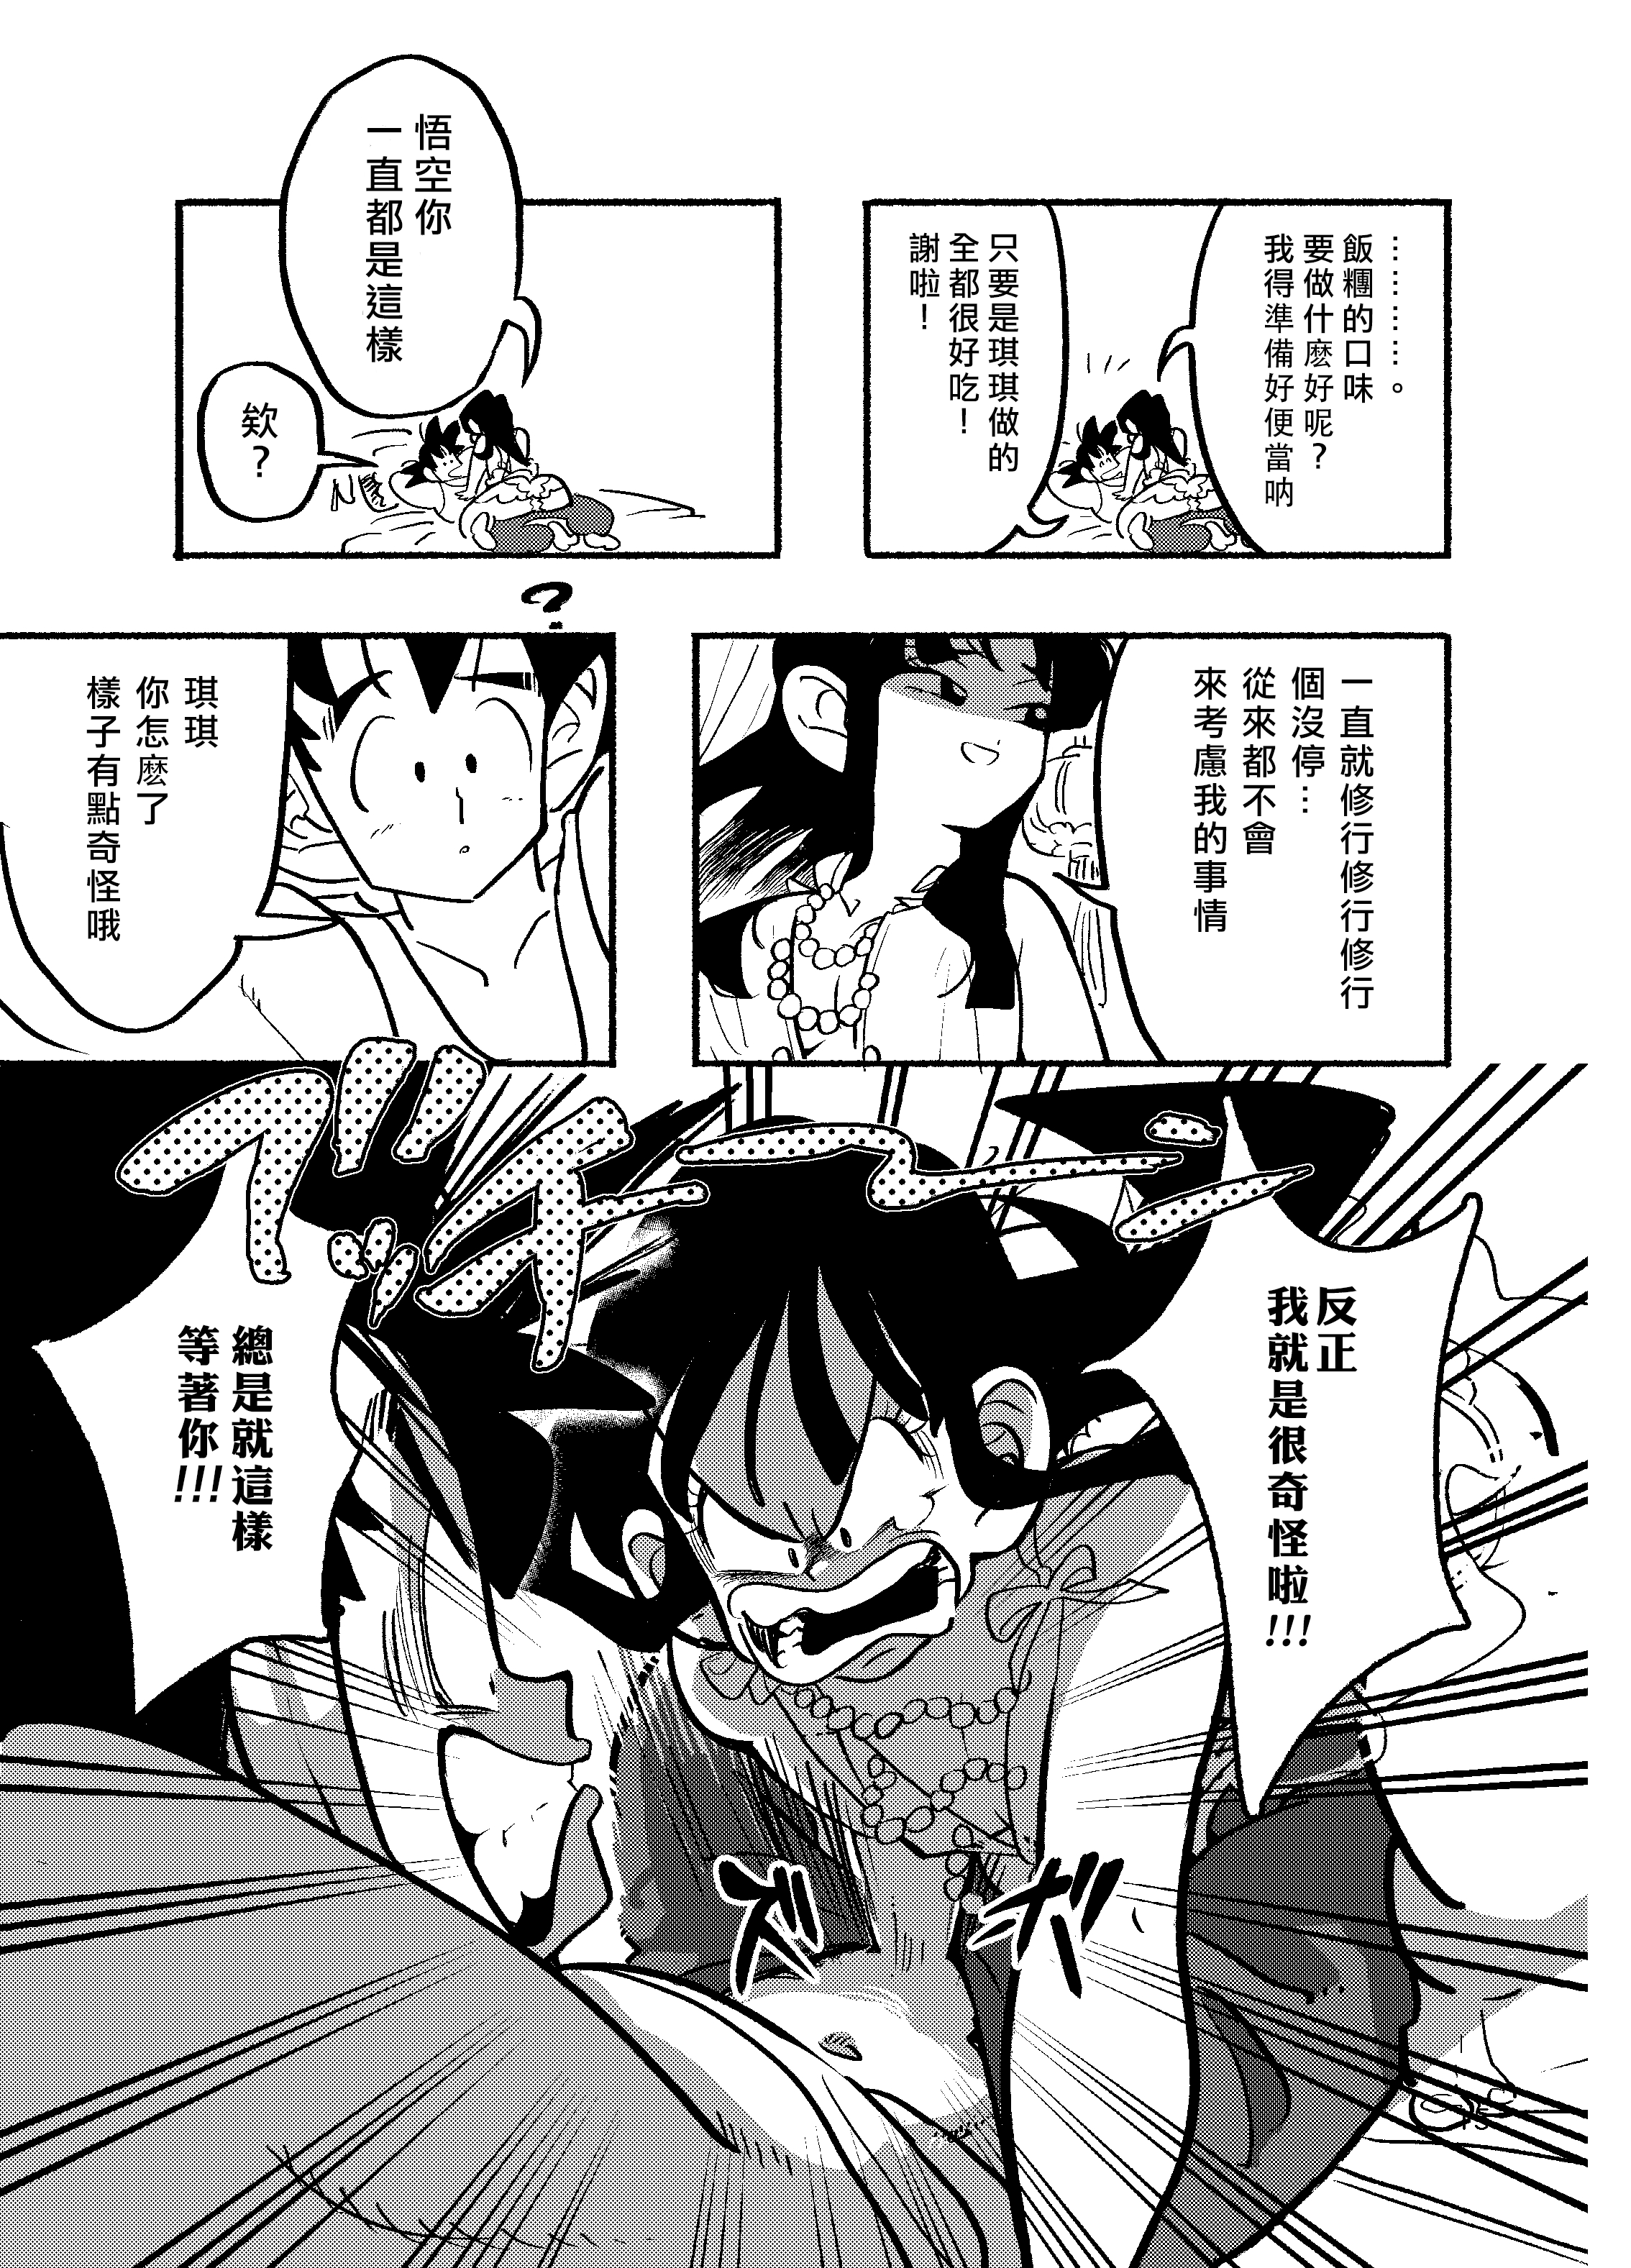 …………。
飯糰的口味
要做什麽好呢？
我得準備好便當吶
只要是琪琪做的
全都很好吃！
謝啦！
悟空你
一直都是這樣
欸？
一直就修行修行修行
個沒停…
從來都不會
來考慮我的事情
?
琪琪
你怎麽了
樣子有點奇怪哦
反正
我就是很奇怪啦!!!
總是就這樣
等著你!!!
ギ
ズ